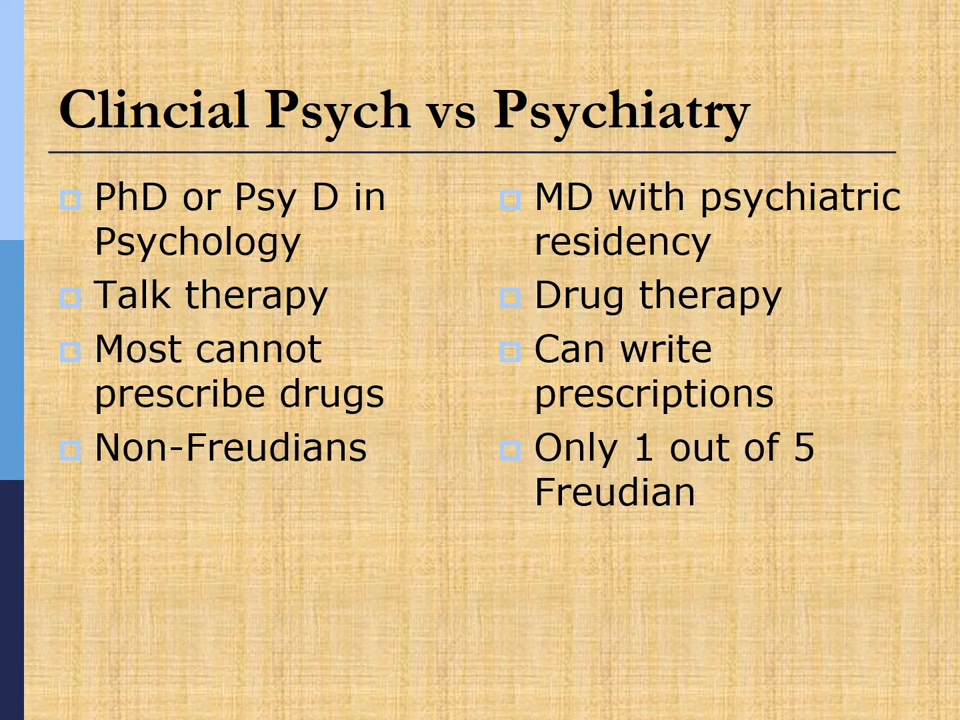 Clincial Psych vs Psychiatry
PhD or Psy D in
Psychology
Talk therapy
Most cannot
prescribe drugs
Non-Freudians
MD with psychiatric
residency
Drug therapy
Can write
prescriptions
Only 1 out of 5
Freudian